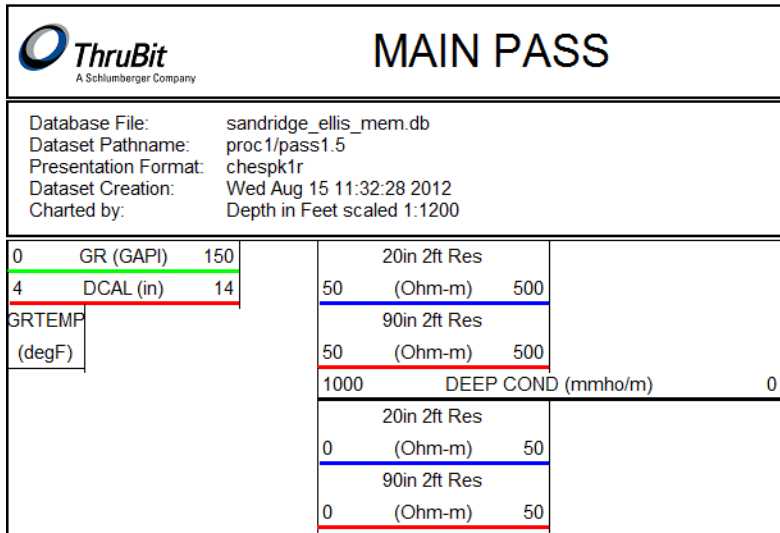 ThruBit
A Schlumberger Company
MAIN PASS
Database File: sandridge_ellis_mem.db
Dataset Pathname: proc1/pass1.5
Presentation Format: chespk1r
Dataset Creation: Wed Aug 15 11:32:28 2012
Charted by: Depth in Feet scaled 1:1200
0 GR (GAPI) 150
4 DCAL (in) 14
GRTEMP
(degF)
20in 2ft Res
50 (Ohm-m) 500
90in 2ft Res
50 (Ohm-m) 500
1000 DEEP COND (mmho/m) 0
20in 2ft Res
0 (Ohm-m) 50
90in 2ft Res
0 (Ohm-m) 50